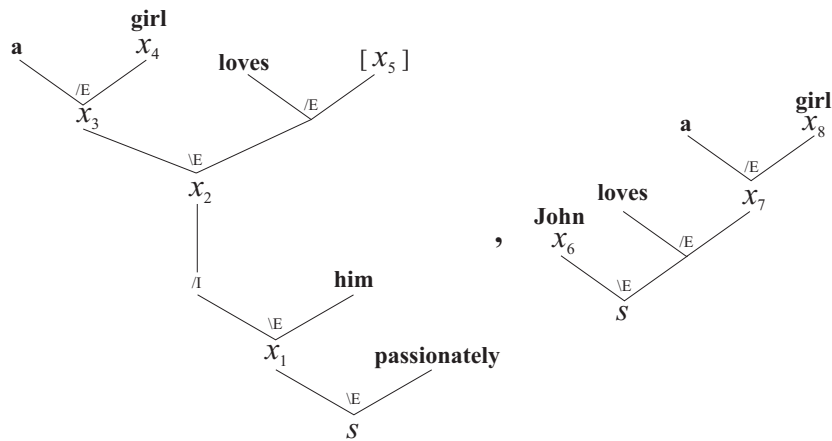 girl
a x₄ loves [ x₅ ]
/E /E
x₃
\E
x₂
/I him
\E
x₁ passionately
\E
s
,
girl
a x₈
/E
John loves x₇
x₆ /E
\E
s